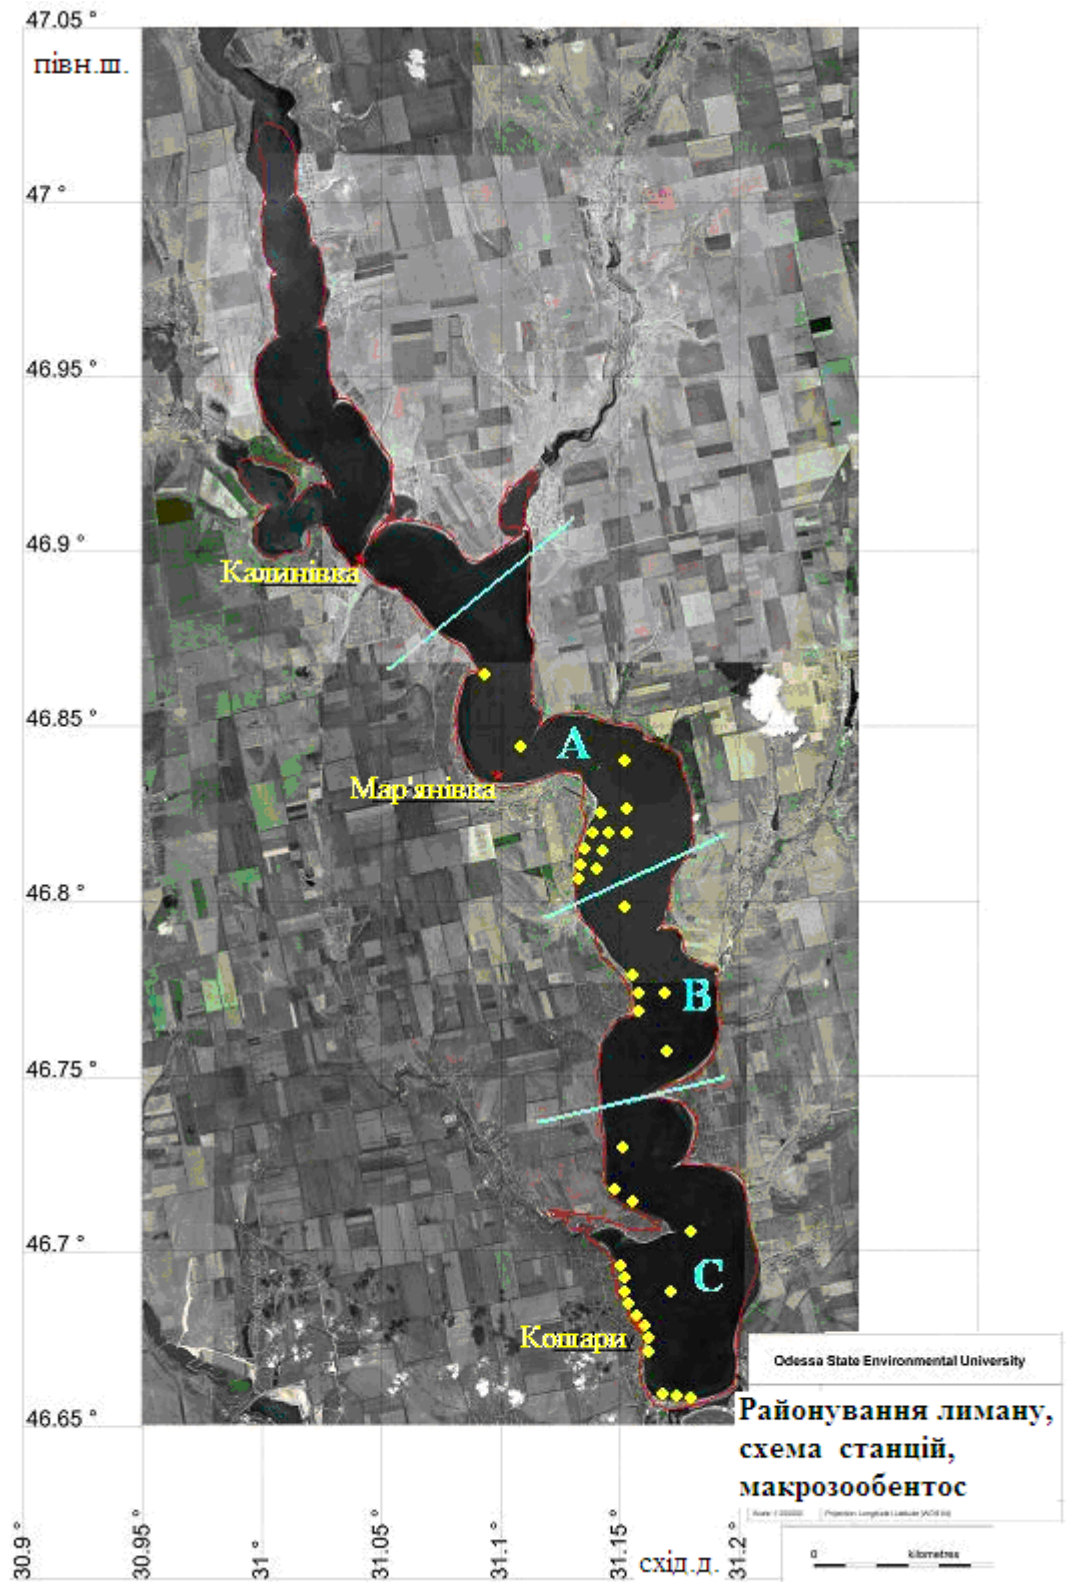 47.05 °
півн.ш.
47 °
46.95 °
46.9 °
Калинівка
46.85 °
А
Мар'янівка
46.8 °
В
46.75 °
46.7 °
С
Кошари
Odessa State Environmental University
46.65 °
Районування лиману,
схема станцій,
макрозообентос
30.9 °
30.95 °
31 °
31.05 °
31.1 °
31.15 °
31.2 °
схід.д.
0 kilometres